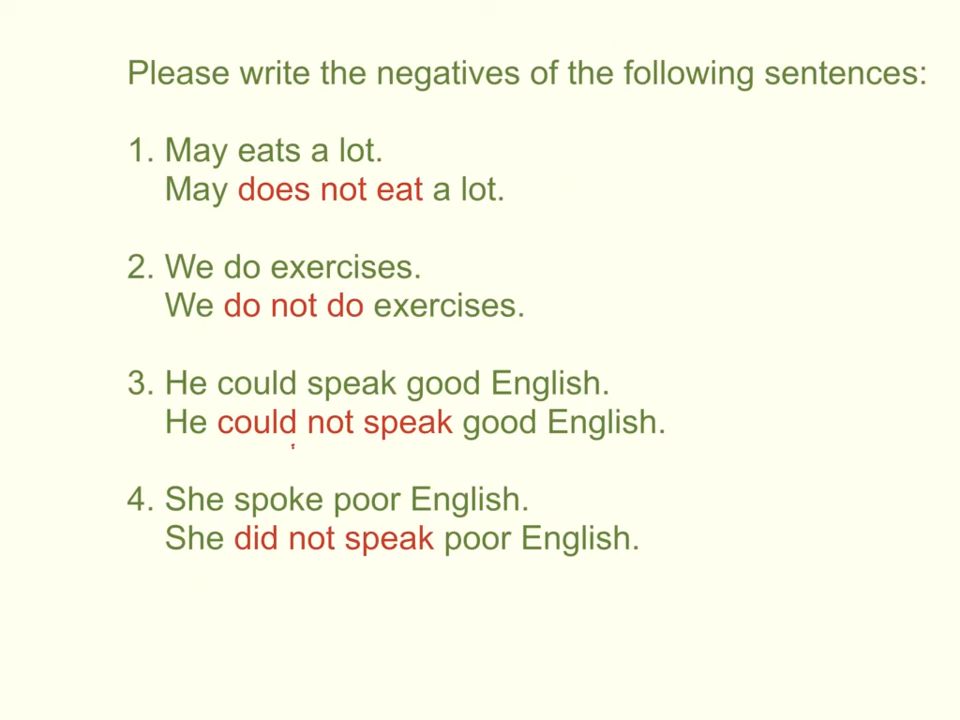 Please write the negatives of the following sentences:
1. May eats a lot.
May does not eat a lot.
2. We do exercises.
We do not do exercises.
3. He could speak good English.
He could not speak good English.
4. She spoke poor English.
She did not speak poor English.